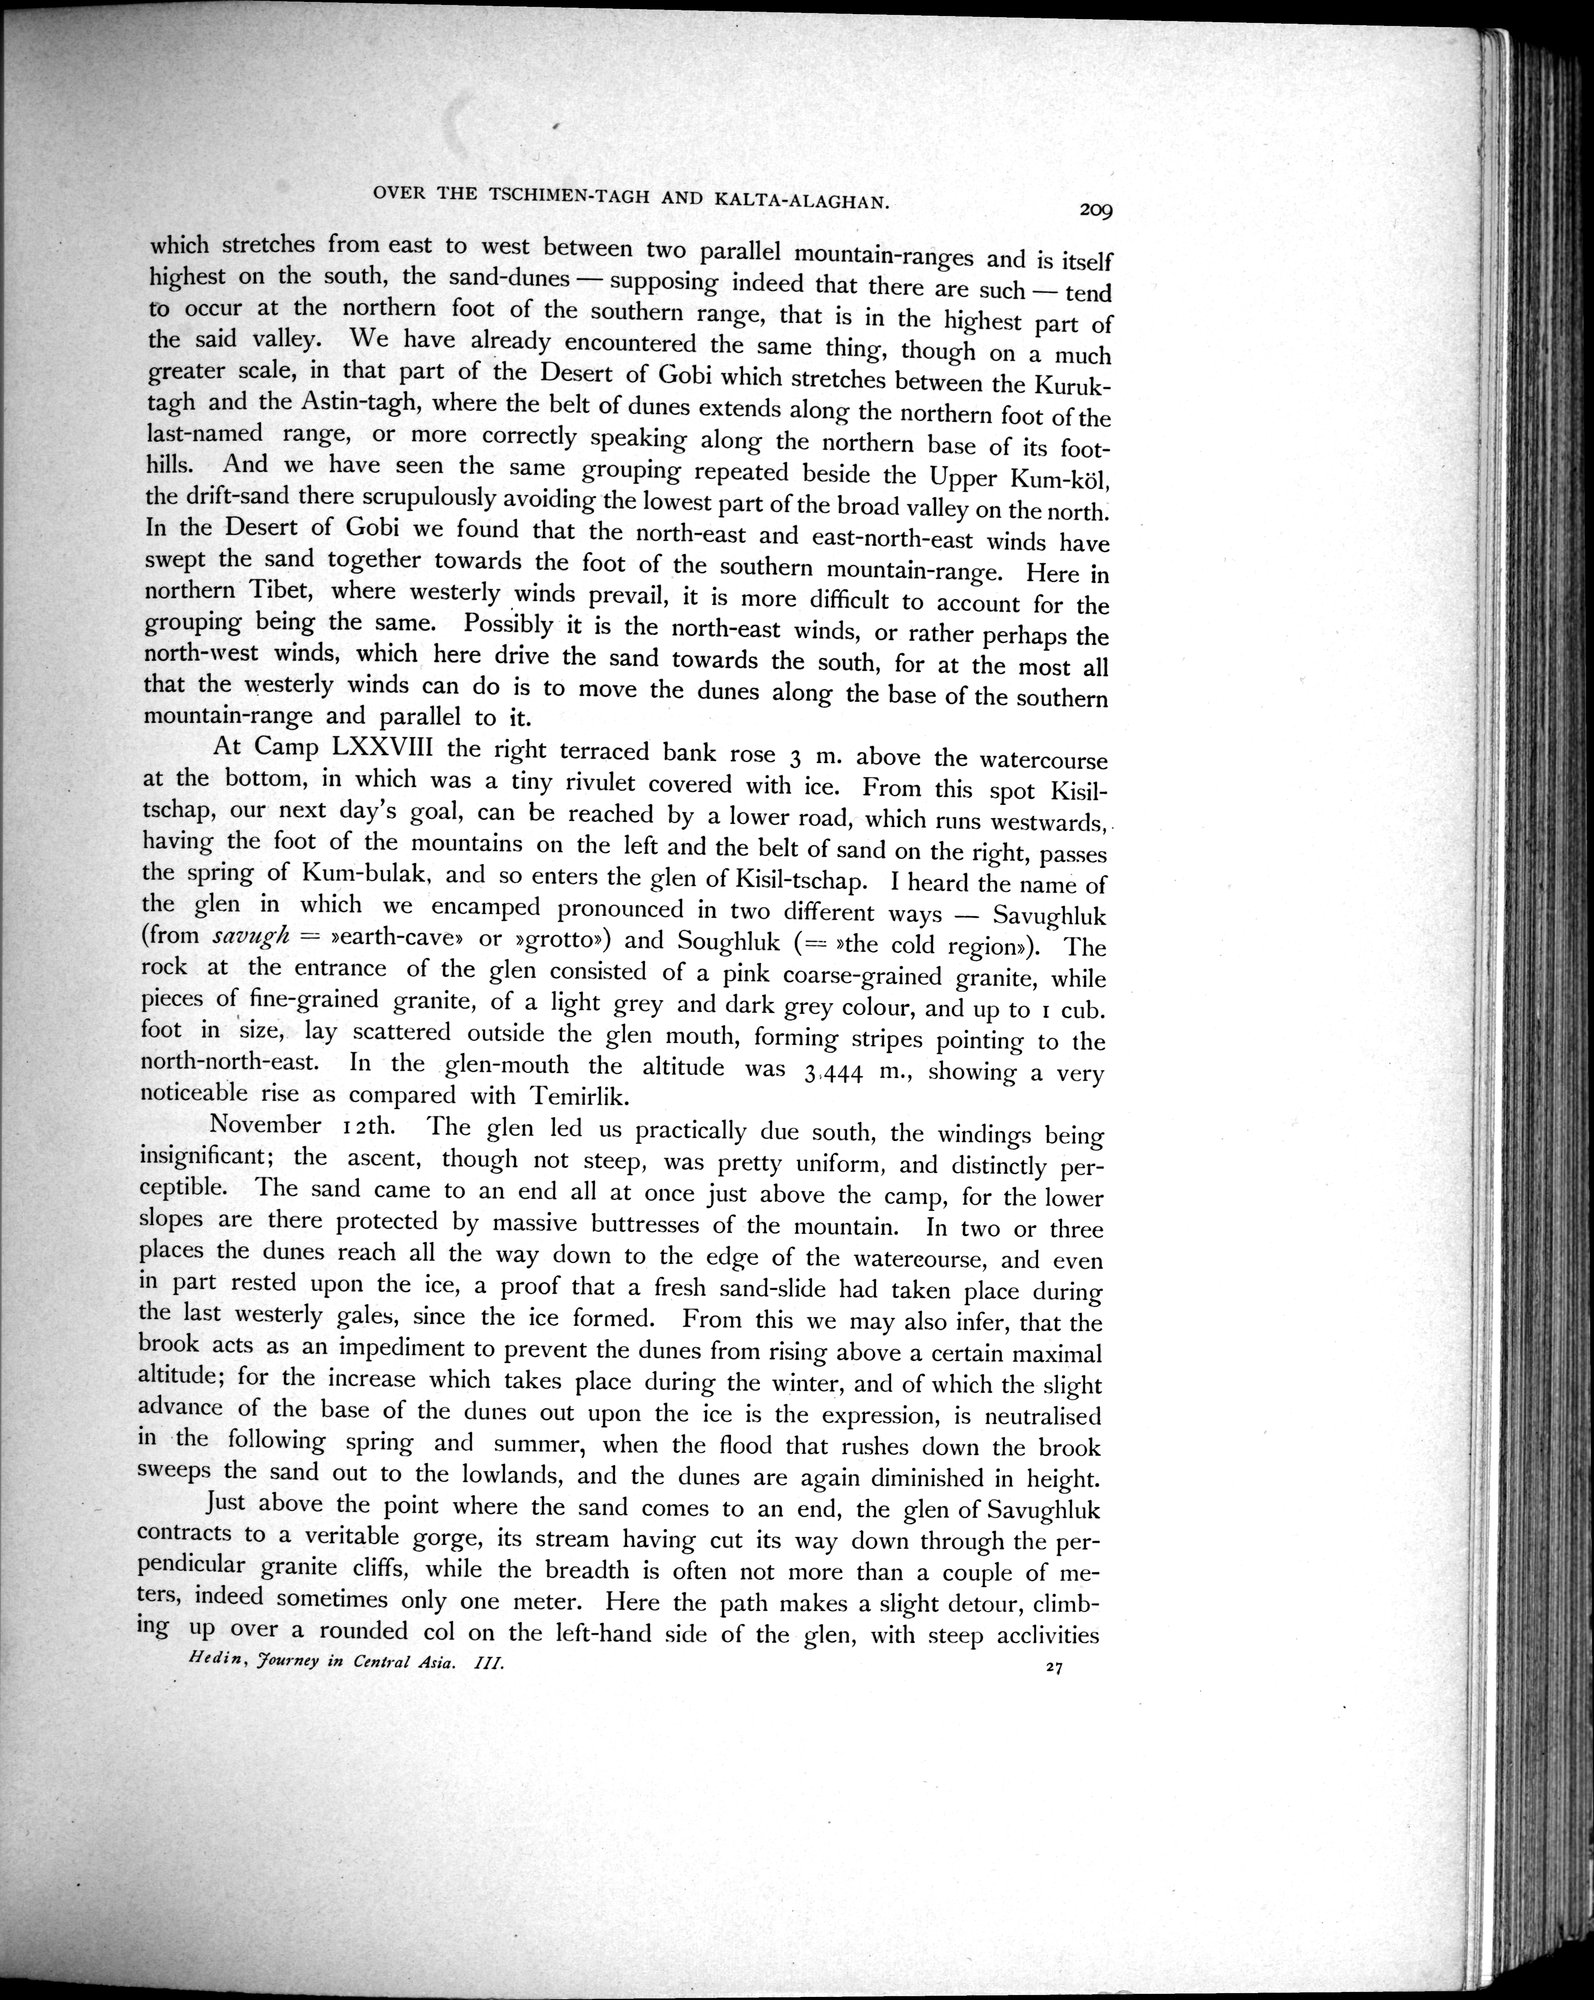 OVER THE TSCHIMEN-TAGH AND KALTA-ALAGHAN.
209
which stretches from east to west between two parallel mountain-ranges and is itself
highest on the south, the sand-dunes — supposing indeed that there are such — tend
to occur at the northern foot of the southern range, that is in the highest part of
the said valley. We have already encountered the same thing, though on a much
greater scale, in that part of the Desert of Gobi which stretches between the Kuruk-
tagh and the Astin-tagh, where the belt of dunes extends along the northern foot of the
last-named range, or more correctly speaking along the northern base of its foot-
hills. And we have seen the same grouping repeated beside the Upper Kum-köl,
the drift-sand there scrupulously avoiding the lowest part of the broad valley on the north.
In the Desert of Gobi we found that the north-east and east-north-east winds have
swept the sand together towards the foot of the southern mountain-range. Here in
northern Tibet, where westerly winds prevail, it is more difficult to account for the
grouping being the same. Possibly it is the north-east winds, or rather perhaps the
north-west winds, which here drive the sand towards the south, for at the most all
that the westerly winds can do is to move the dunes along the base of the southern
mountain-range and parallel to it.
At Camp LXXVIII the right terraced bank rose 3 m. above the watercourse
at the bottom, in which was a tiny rivulet covered with ice. From this spot Kisil-
tschap, our next day's goal, can be reached by a lower road, which runs westwards,
having the foot of the mountains on the left and the belt of sand on the right, passes
the spring of Kum-bulak, and so enters the glen of Kisil-tschap. I heard the name of
the glen in which we encamped pronounced in two different ways — Savughluk
(from savugh = »earth-cave» or »grotto») and Soughluk (= »the cold region»). The
rock at the entrance of the glen consisted of a pink coarse-grained granite, while
pieces of fine-grained granite, of a light grey and dark grey colour, and up to 1 cub.
foot in size, lay scattered outside the glen mouth, forming stripes pointing to the
north-north-east. In the glen-mouth the altitude was 3,444 m., showing a very
noticeable rise as compared with Temirlik.
November 12th. The glen led us practically due south, the windings being
insignificant; the ascent, though not steep, was pretty uniform, and distinctly per-
ceptible. The sand came to an end all at once just above the camp, for the lower
slopes are there protected by massive buttresses of the mountain. In two or three
places the dunes reach all the way down to the edge of the watercourse, and even
in part rested upon the ice, a proof that a fresh sand-slide had taken place during
the last westerly gales, since the ice formed. From this we may also infer, that the
brook acts as an impediment to prevent the dunes from rising above a certain maximal
altitude; for the increase which takes place during the winter, and of which the slight
advance of the base of the dunes out upon the ice is the expression, is neutralised
in the following spring and summer, when the flood that rushes down the brook
sweeps the sand out to the lowlands, and the dunes are again diminished in height.
Just above the point where the sand comes to an end, the glen of Savughluk
contracts to a veritable gorge, its stream having cut its way down through the per-
pendicular granite cliffs, while the breadth is often not more than a couple of me-
ters, indeed sometimes only one meter. Here the path makes a slight detour, climb-
ing up over a rounded col on the left-hand side of the glen, with steep acclivities
Hedin, Journey in Central Asia. III.
27